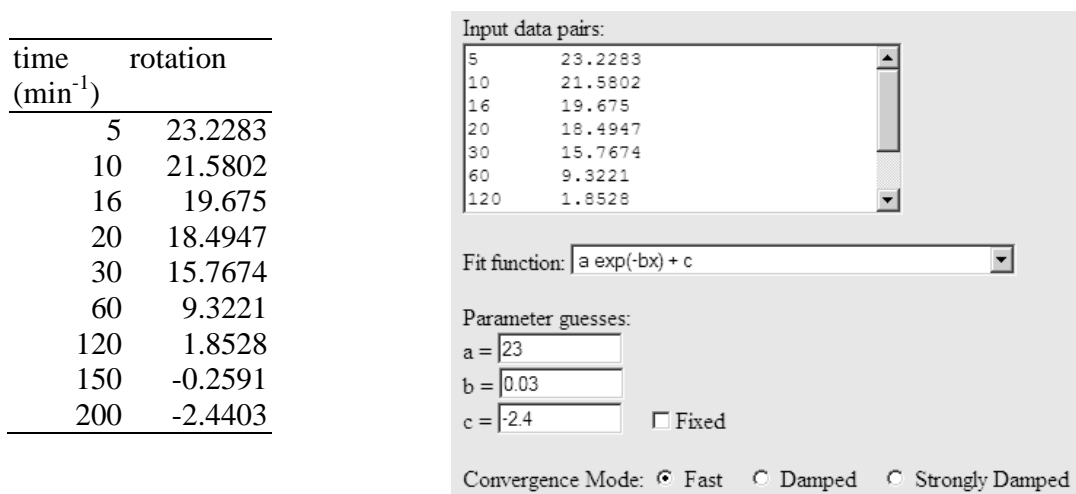 time rotation
(min-1)
5 23.2283
10 21.5802
16 19.675
20 18.4947
30 15.7674
60 9.3221
120 1.8528
150 -0.2591
200 -2.4403
Input data pairs:
5 23.2283
10 21.5802
16 19.675
20 18.4947
30 15.7674
60 9.3221
120 1.8528
Fit function: a exp(-bx) + c
Parameter guesses:
a = 23
b = 0.03
c = -2.4 Fixed
Convergence Mode: Fast Damped Strongly Damped